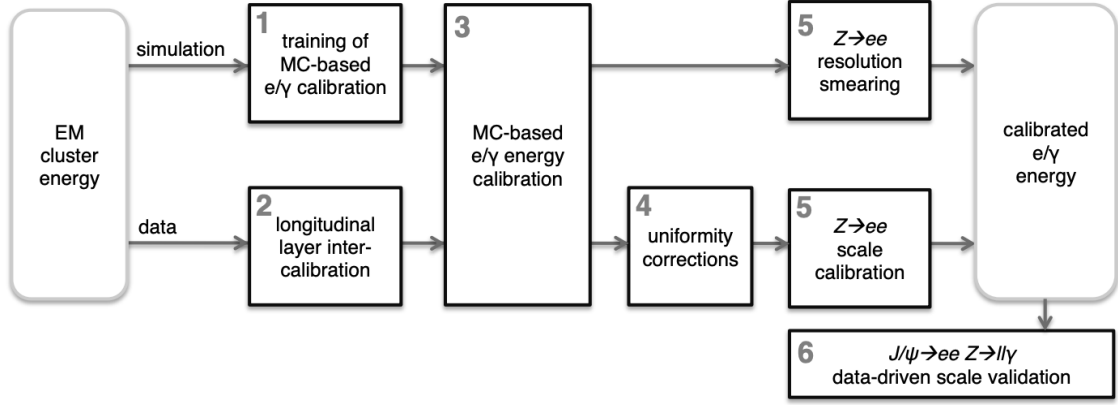 EM
cluster
energy
simulation
data
1
training of
MC-based
e/γ calibration
2
longitudinal
layer inter-
calibration
3
MC-based
e/γ energy
calibration
4
uniformity
corrections
5
Z→ee
resolution
smearing
5
Z→ee
scale
calibration
calibrated
e/γ
energy
6
J/ψ→ee Z→llγ
data-driven scale validation